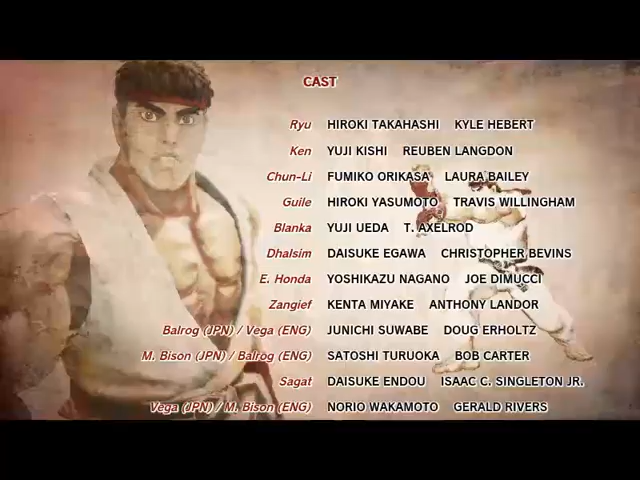 CAST
Ryu HIROKI TAKAHASHI KYLE HEBERT
Ken YUJI KISHI REUBEN LANGDON
Chun-Li FUMIKO ORIKASA LAURA BAILEY
Guile HIROKI YASUMOTO TRAVIS WILLINGHAM
Blanka YUJI UEDA T. AXELROD
Dhalsim DAISUKE EGAWA CHRISTOPHER BEVINS
E. Honda YOSHIKAZU NAGANO JOE DIMUCCI
Zangief KENTA MIYAKE ANTHONY LANDOR
Balrog (JPN) / Vega (ENG) JUNICHI SUWABE DOUG ERHOLTZ
M. Bison (JPN) / Balrog (ENG) SATOSHI TURUOKA BOB CARTER
Sagat DAISUKE ENDOU ISAAC C. SINGLETON JR.
Vega (JPN) / M. Bison (ENG) NORIO WAKAMOTO GERALD RIVERS